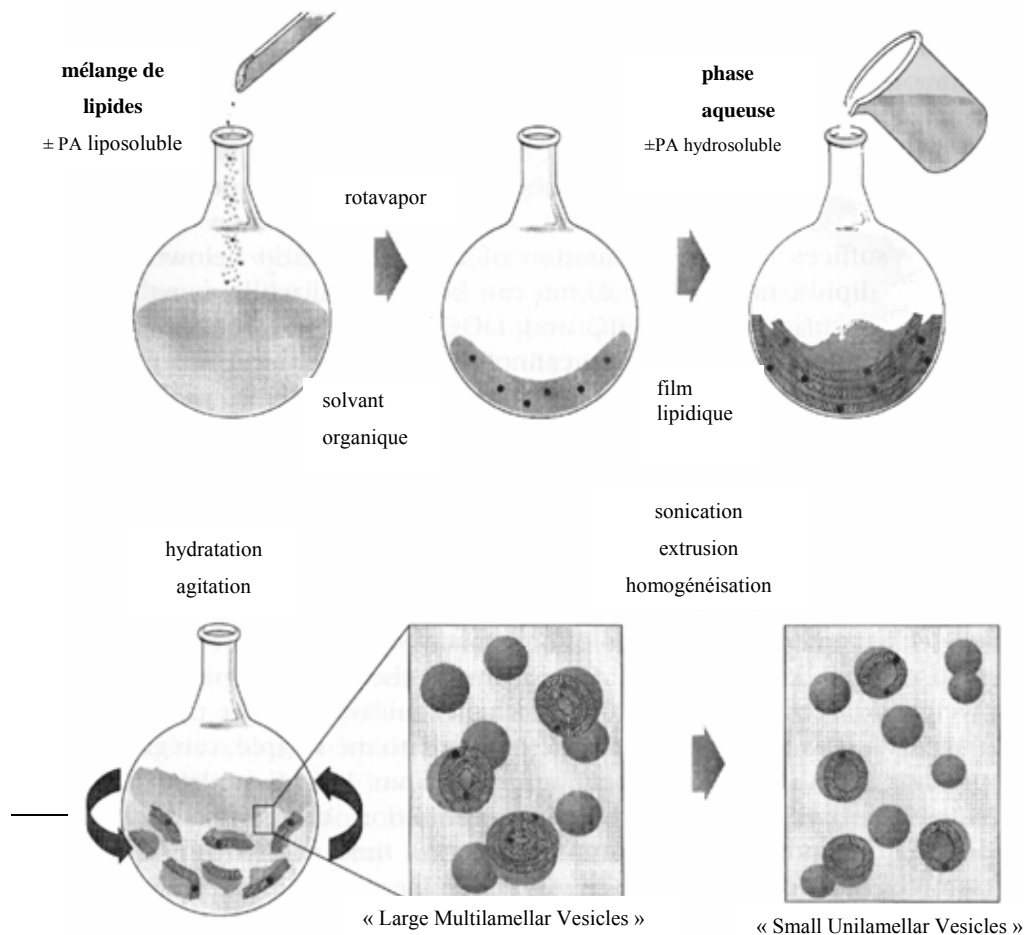 mélange de
lipides
± PA liposoluble
rotavapor
solvant
organique
phase
aqueuse
±PA hydrosoluble
film
lipidique
hydratation
agitation
sonication
extrusion
homogénéisation
« Large Multilamellar Vesicles »
« Small Unilamellar Vesicles »